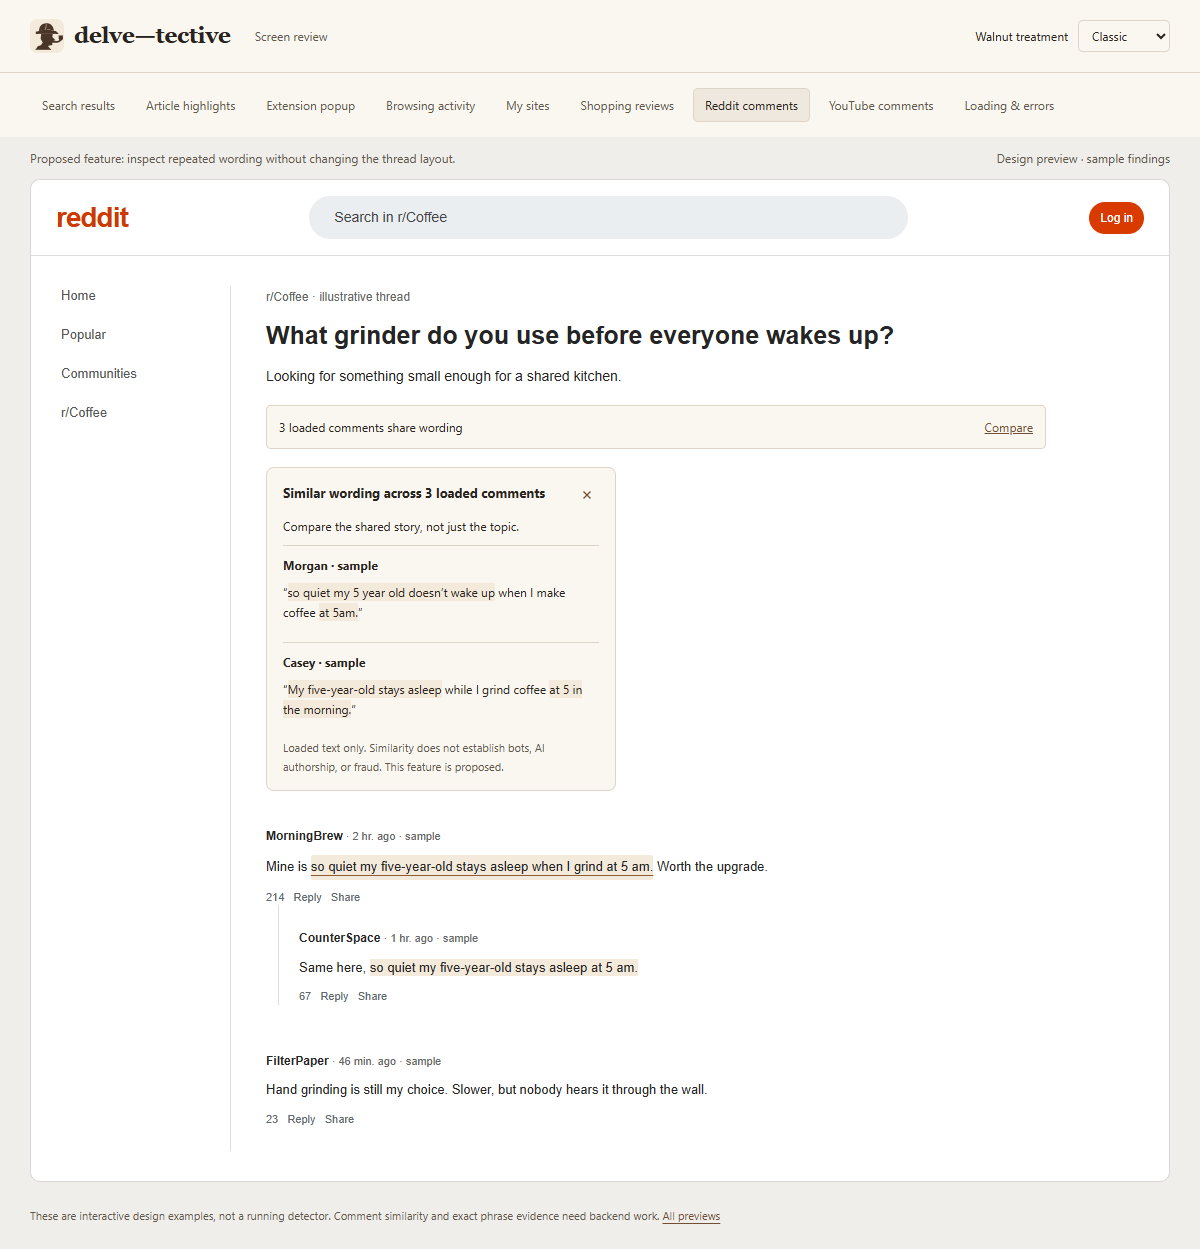 delve—tective
Screen review
Walnut treatment
Classic
Search results
Article highlights
Extension popup
Browsing activity
My sites
Shopping reviews
Reddit comments
YouTube comments
Loading & errors
Proposed feature: inspect repeated wording without changing the thread layout.
Design preview · sample findings
reddit
Search in r/Coffee
Log in
Home
Popular
Communities
r/Coffee
r/Coffee · illustrative thread
What grinder do you use before everyone wakes up?
Looking for something small enough for a shared kitchen.
3 loaded comments share wording
Compare
Similar wording across 3 loaded comments
×
Compare the shared story, not just the topic.
Morgan · sample
“so quiet my 5 year old doesn’t wake up when I make
coffee at 5am.”
Casey · sample
“My five-year-old stays asleep while I grind coffee at 5 in
the morning.”
Loaded text only. Similarity does not establish bots, AI
authorship, or fraud. This feature is proposed.
MorningBrew · 2 hr. ago · sample
Mine is so quiet my five-year-old stays asleep when I grind at 5 am. Worth the upgrade.
214 Reply Share
CounterSpace · 1 hr. ago · sample
Same here, so quiet my five-year-old stays asleep at 5 am.
67 Reply Share
FilterPaper · 46 min. ago · sample
Hand grinding is still my choice. Slower, but nobody hears it through the wall.
23 Reply Share
These are interactive design examples, not a running detector. Comment similarity and exact phrase evidence need backend work. All previews